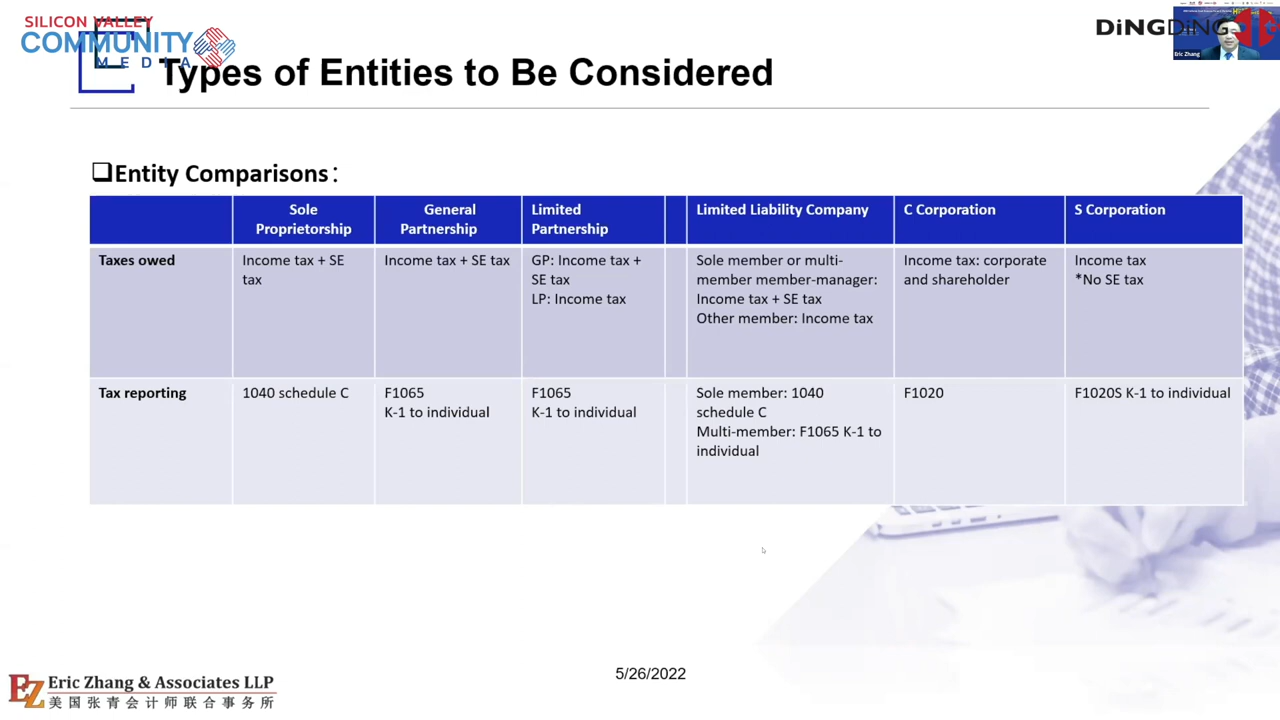 SILICON VALLEY
COMMUNITY
MEDIA
DiNGDiNG
Eric Zhang
Types of Entities to Be Considered
❑Entity Comparisons：
Sole
Proprietorship
General
Partnership
Limited
Partnership
Limited Liability Company
C Corporation
S Corporation
Taxes owed
Income tax + SE
tax
Income tax + SE tax
GP: Income tax +
SE tax
LP: Income tax
Sole member or multi-
member member-manager:
Income tax + SE tax
Other member: Income tax
Income tax: corporate
and shareholder
Income tax
*No SE tax
Tax reporting
1040 schedule C
F1065
K-1 to individual
F1065
K-1 to individual
Sole member: 1040
schedule C
Multi-member: F1065 K-1 to
individual
F1020
F1020S K-1 to individual
5/26/2022
EZ
Eric Zhang & Associates LLP
美国张青会计师联合事务所